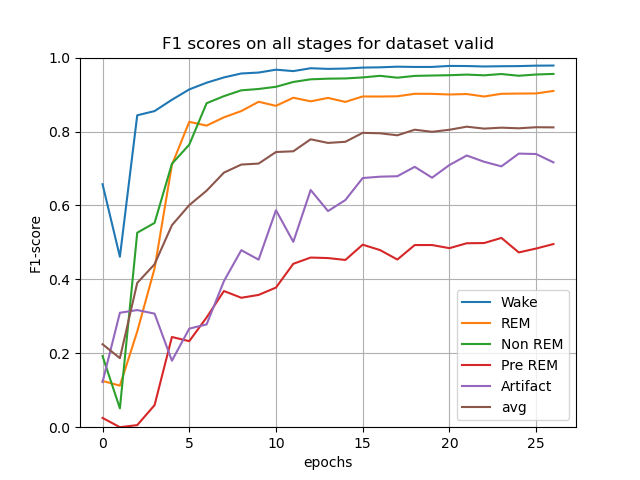 F1 scores on all stages for dataset valid
1.0
0.8
0.6
0.4
0.2
0.0
F1-score
0 5 10 15 20 25
epochs
Wake
REM
Non REM
Pre REM
Artifact
avg